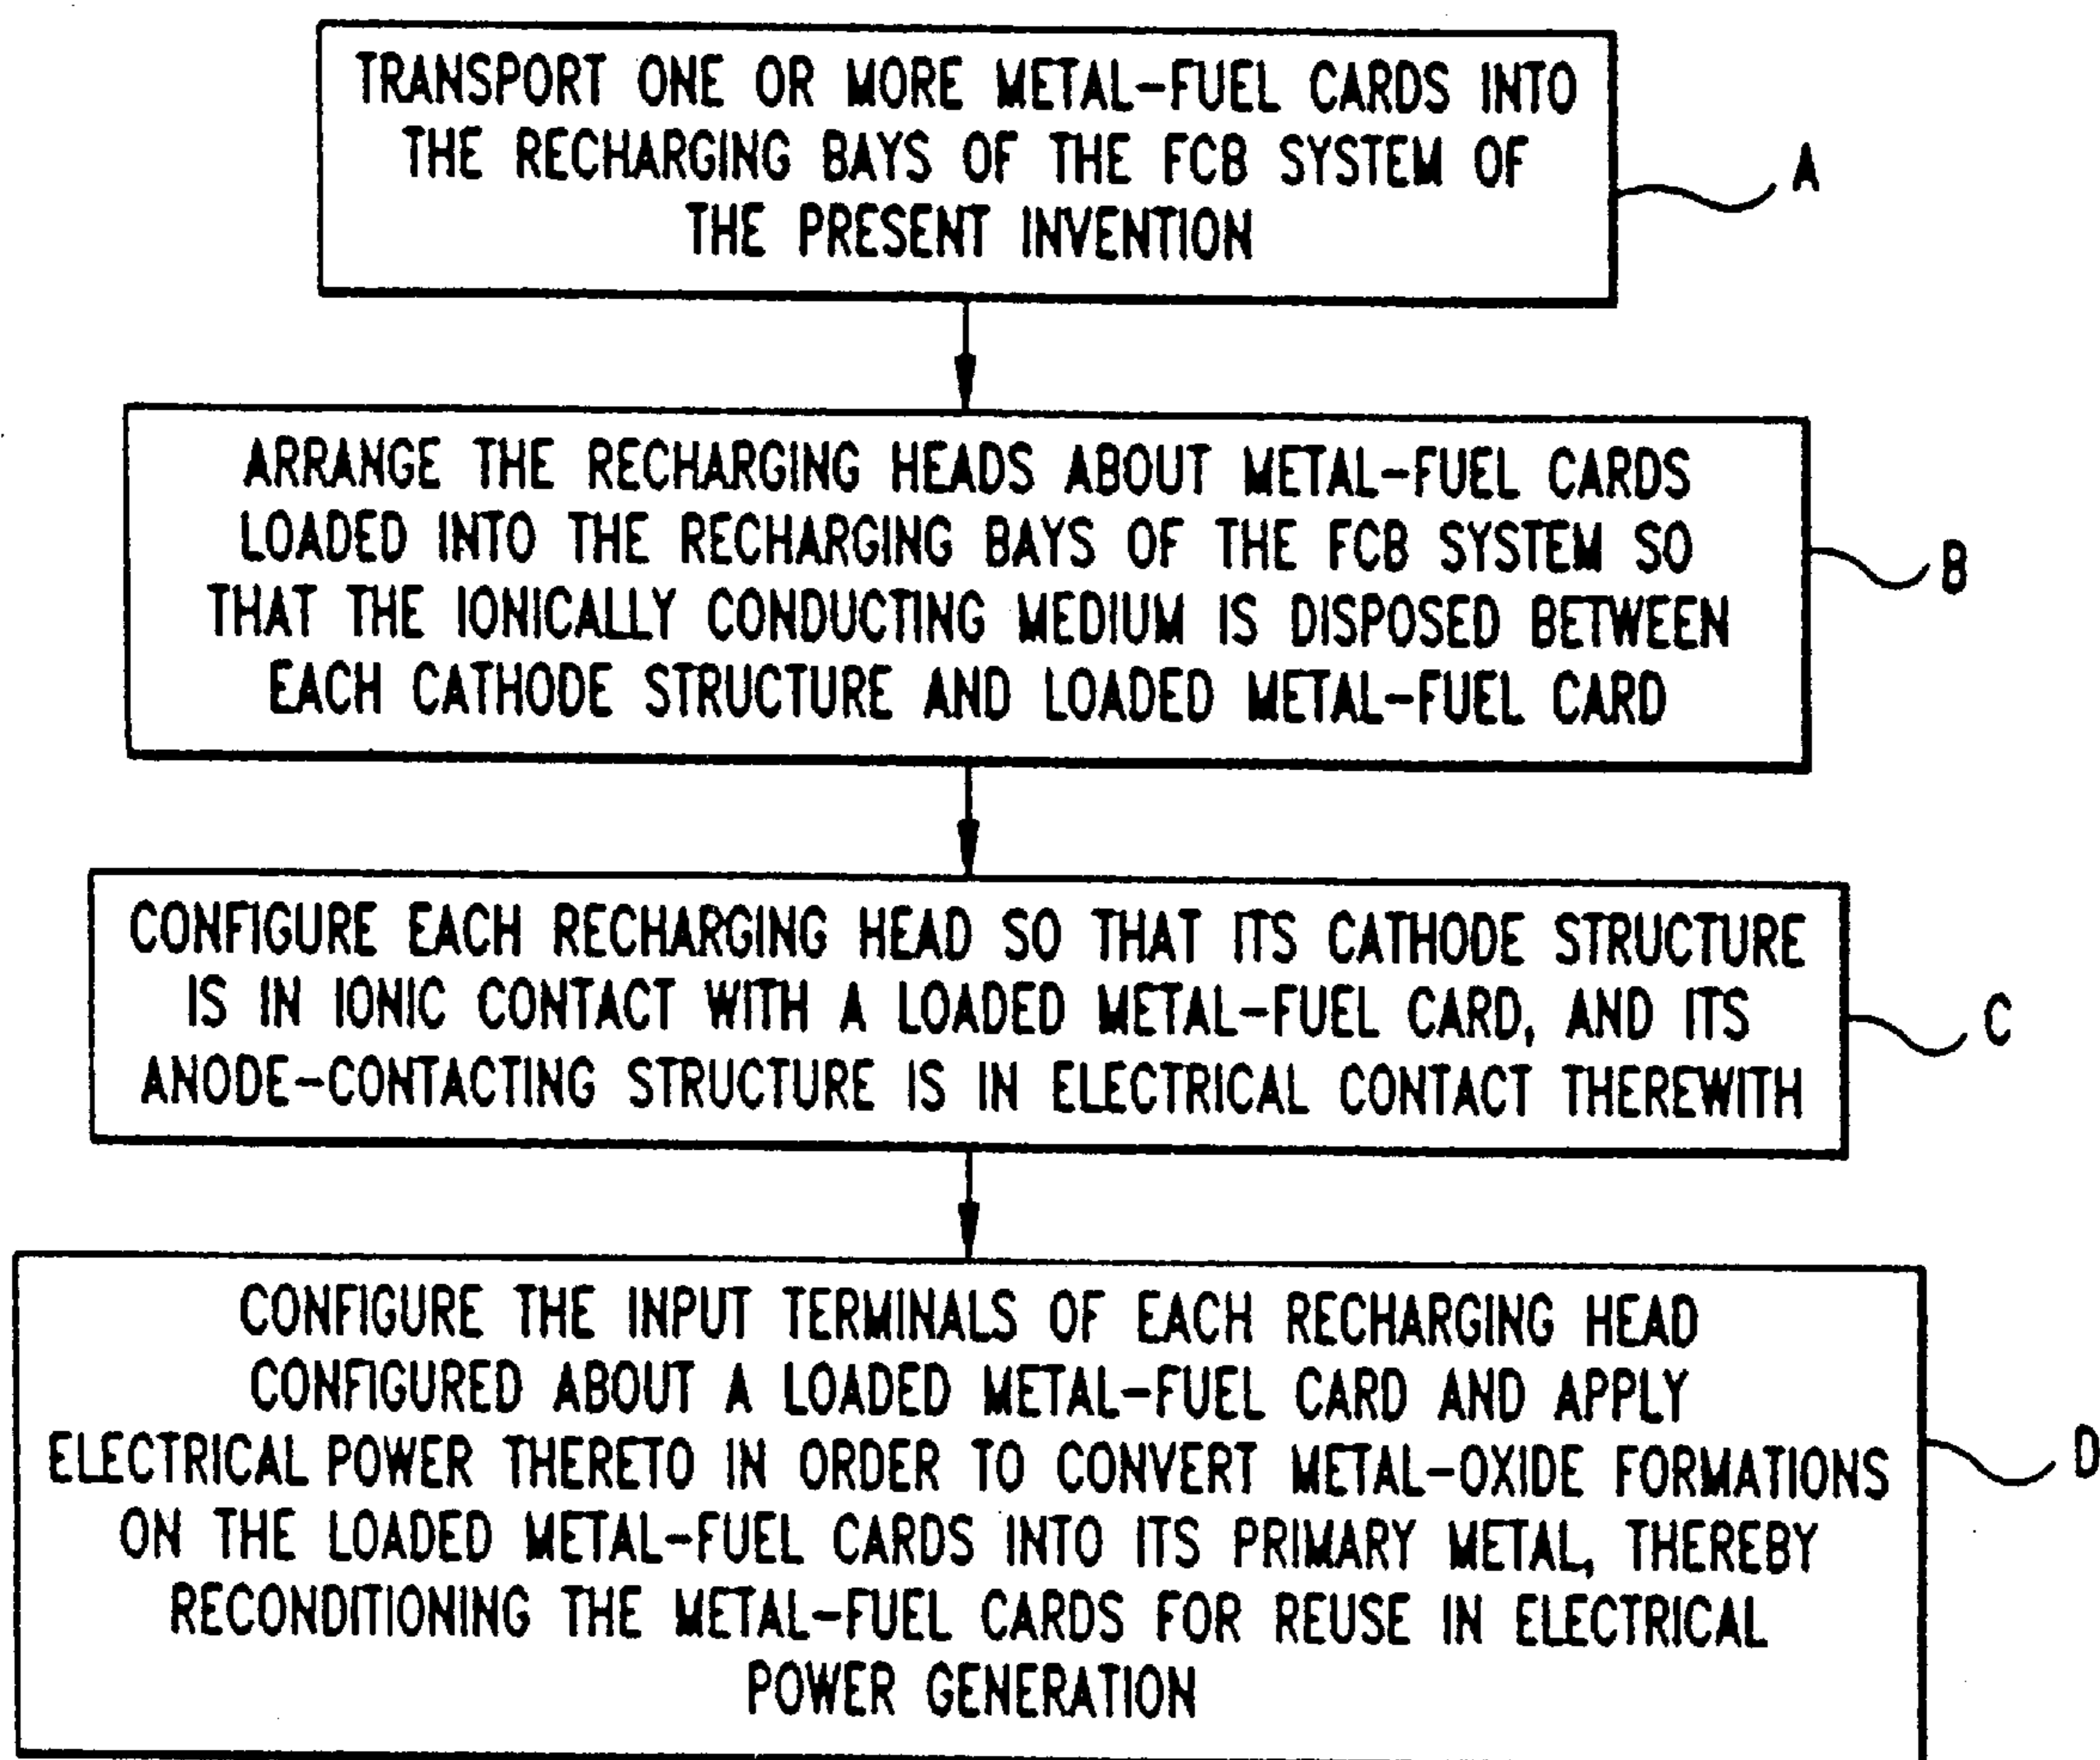 TRANSPORT ONE OR MORE METAL-FUEL CARDS INTO
THE RECHARGING BAYS OF THE FCB SYSTEM OF
THE PRESENT INVENTION
A
ARRANGE THE RECHARGING HEADS ABOUT METAL-FUEL CARDS
LOADED INTO THE RECHARGING BAYS OF THE FCB SYSTEM SO
THAT THE IONICALLY CONDUCTING MEDIUM IS DISPOSED BETWEEN
EACH CATHODE STRUCTURE AND LOADED METAL-FUEL CARD
B
CONFIGURE EACH RECHARGING HEAD SO THAT ITS CATHODE STRUCTURE
IS IN IONIC CONTACT WITH A LOADED METAL-FUEL CARD, AND ITS
ANODE-CONTACTING STRUCTURE IS IN ELECTRICAL CONTACT THEREWITH
C
CONFIGURE THE INPUT TERMINALS OF EACH RECHARGING HEAD
CONFIGURED ABOUT A LOADED METAL-FUEL CARD AND APPLY
ELECTRICAL POWER THERETO IN ORDER TO CONVERT METAL-OXIDE FORMATIONS
ON THE LOADED METAL-FUEL CARDS INTO ITS PRIMARY METAL, THEREBY
RECONDITIONING THE METAL-FUEL CARDS FOR REUSE IN ELECTRICAL
POWER GENERATION
D